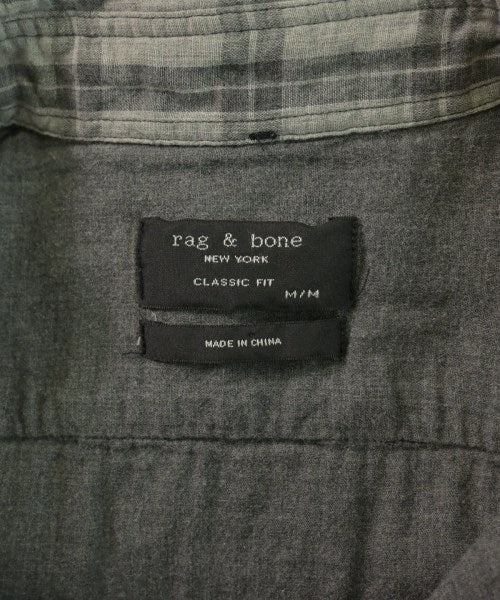 rag & bone
NEW YORK
CLASSIC FIT
M/M
MADE IN CHINA